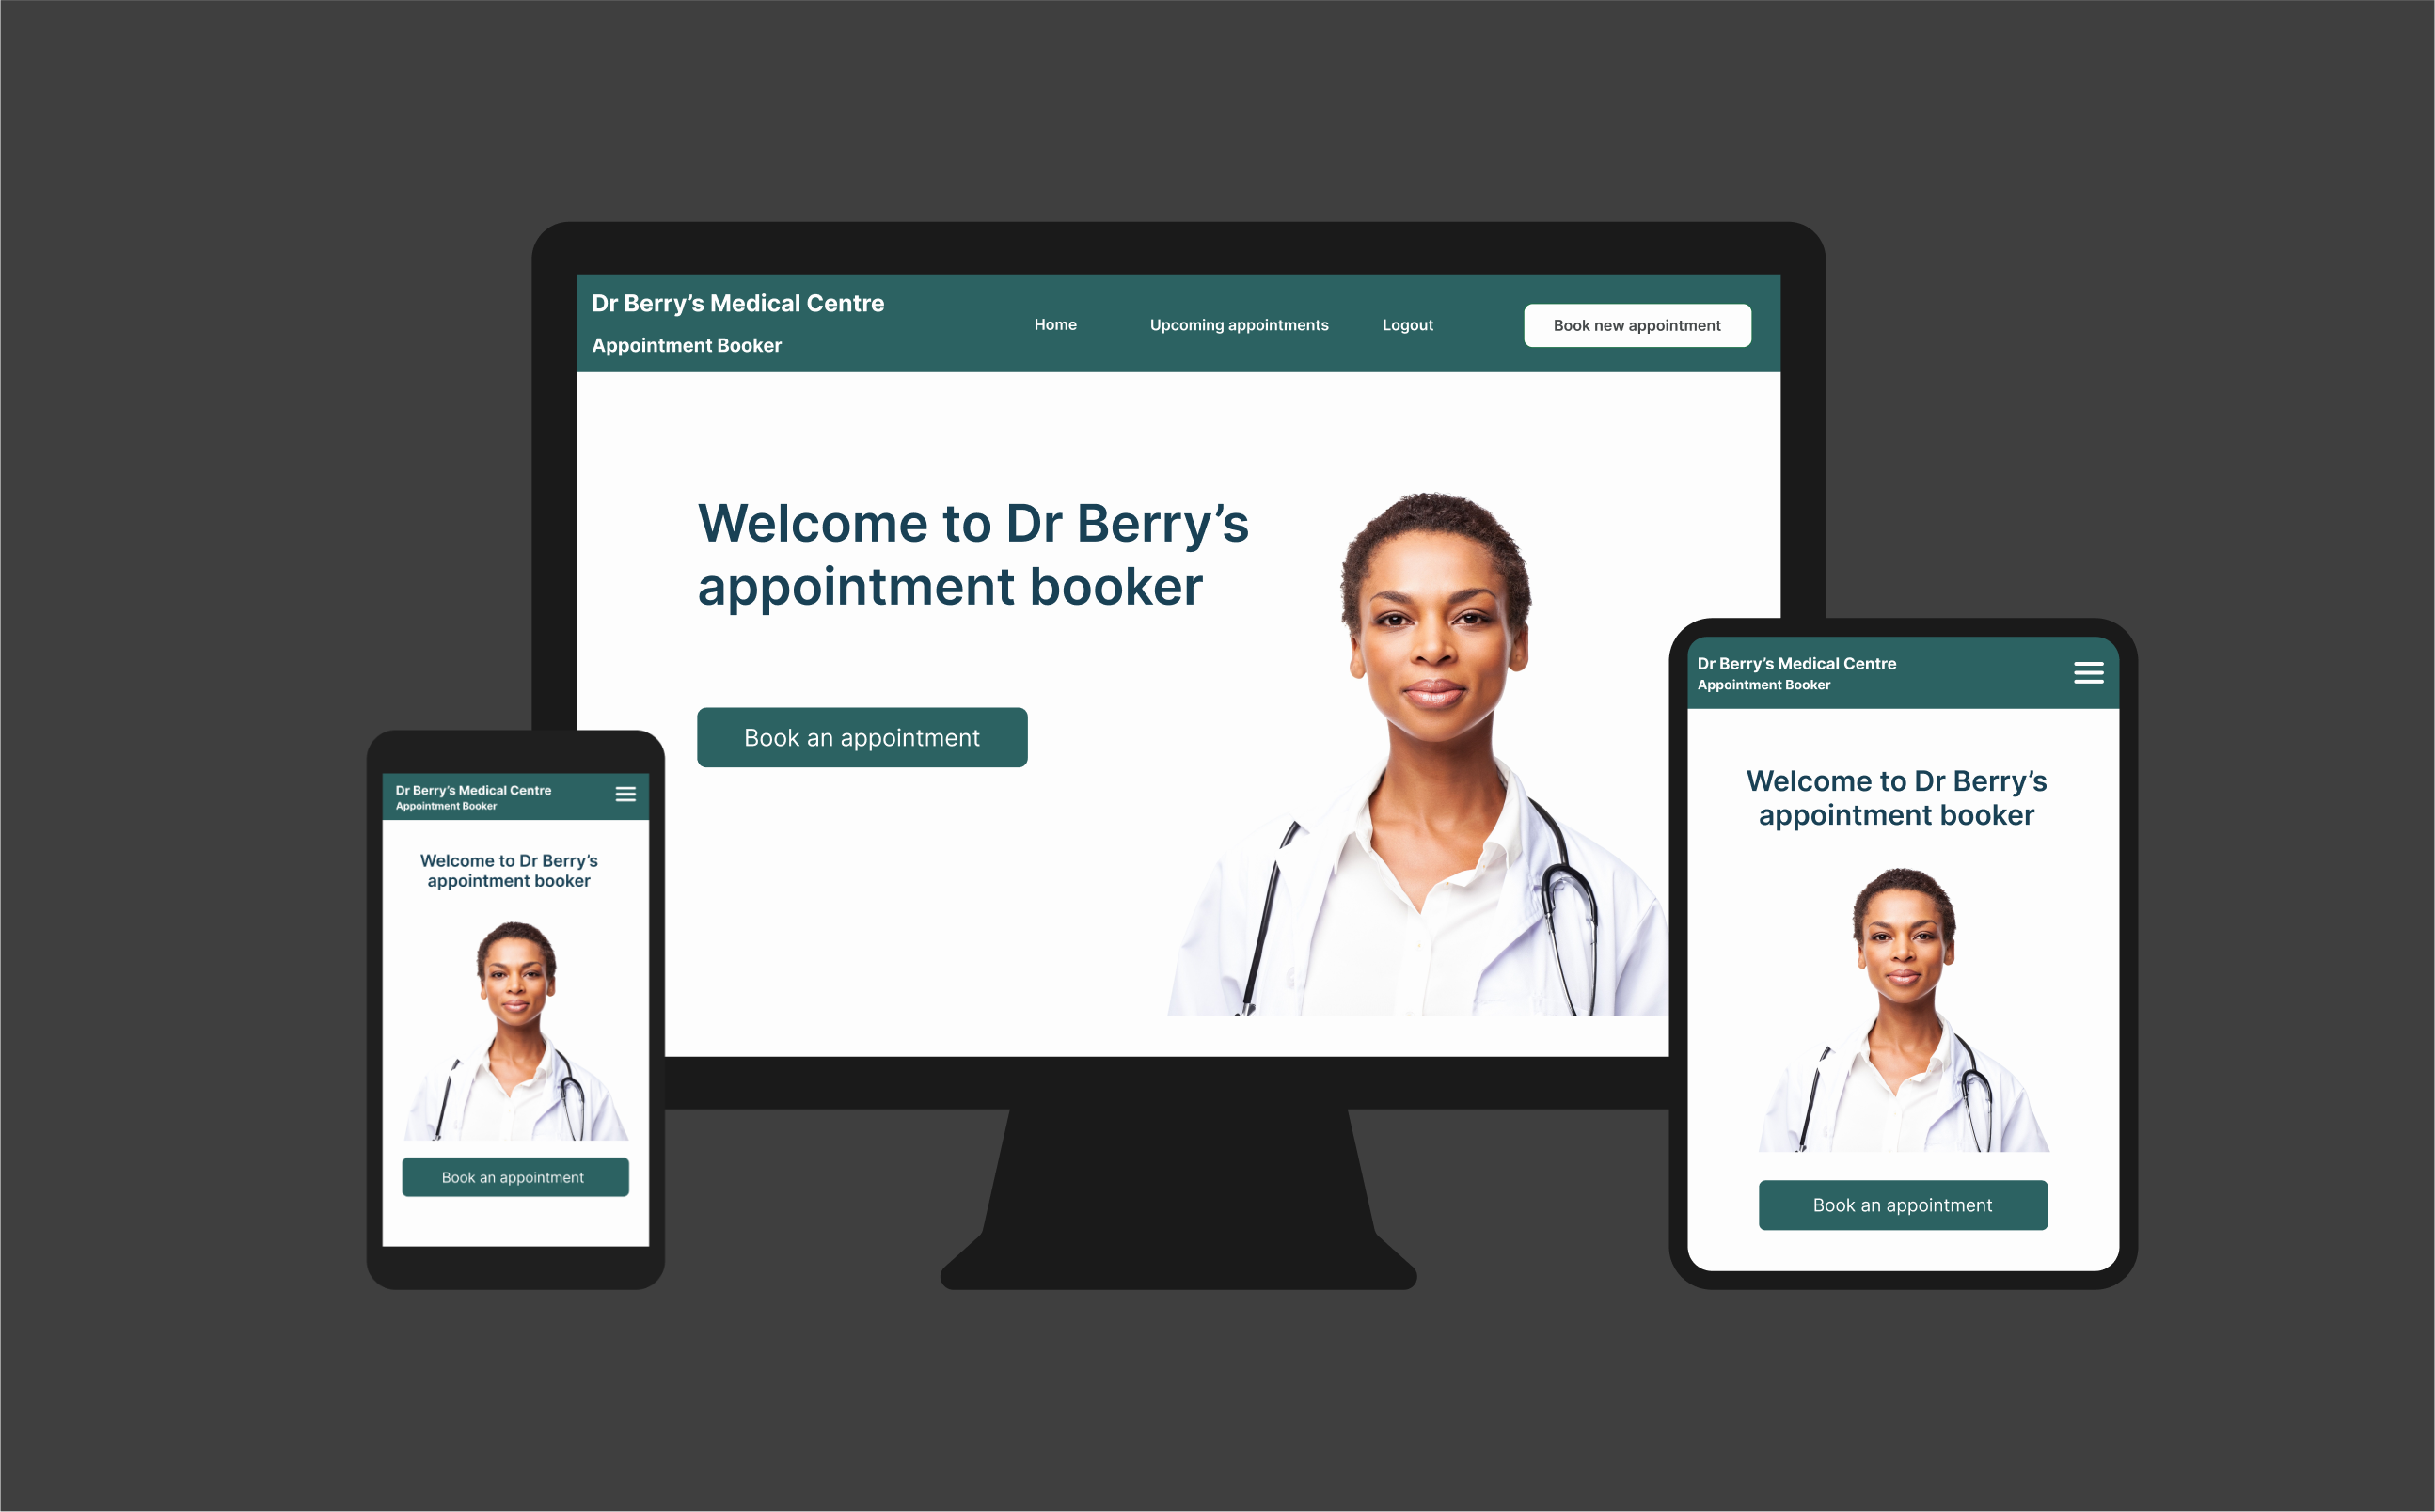 Dr Berry’s Medical Centre
Appointment Booker
Home
Upcoming appointments
Logout
Book new appointment
Welcome to Dr Berry’s
appointment booker
Book an appointment
Dr Berry’s Medical Centre
Appointment Booker
Welcome to Dr Berry’s
appointment booker
Book an appointment
Dr Berry’s Medical Centre
Appointment Booker
Welcome to Dr Berry’s
appointment booker
Book an appointment